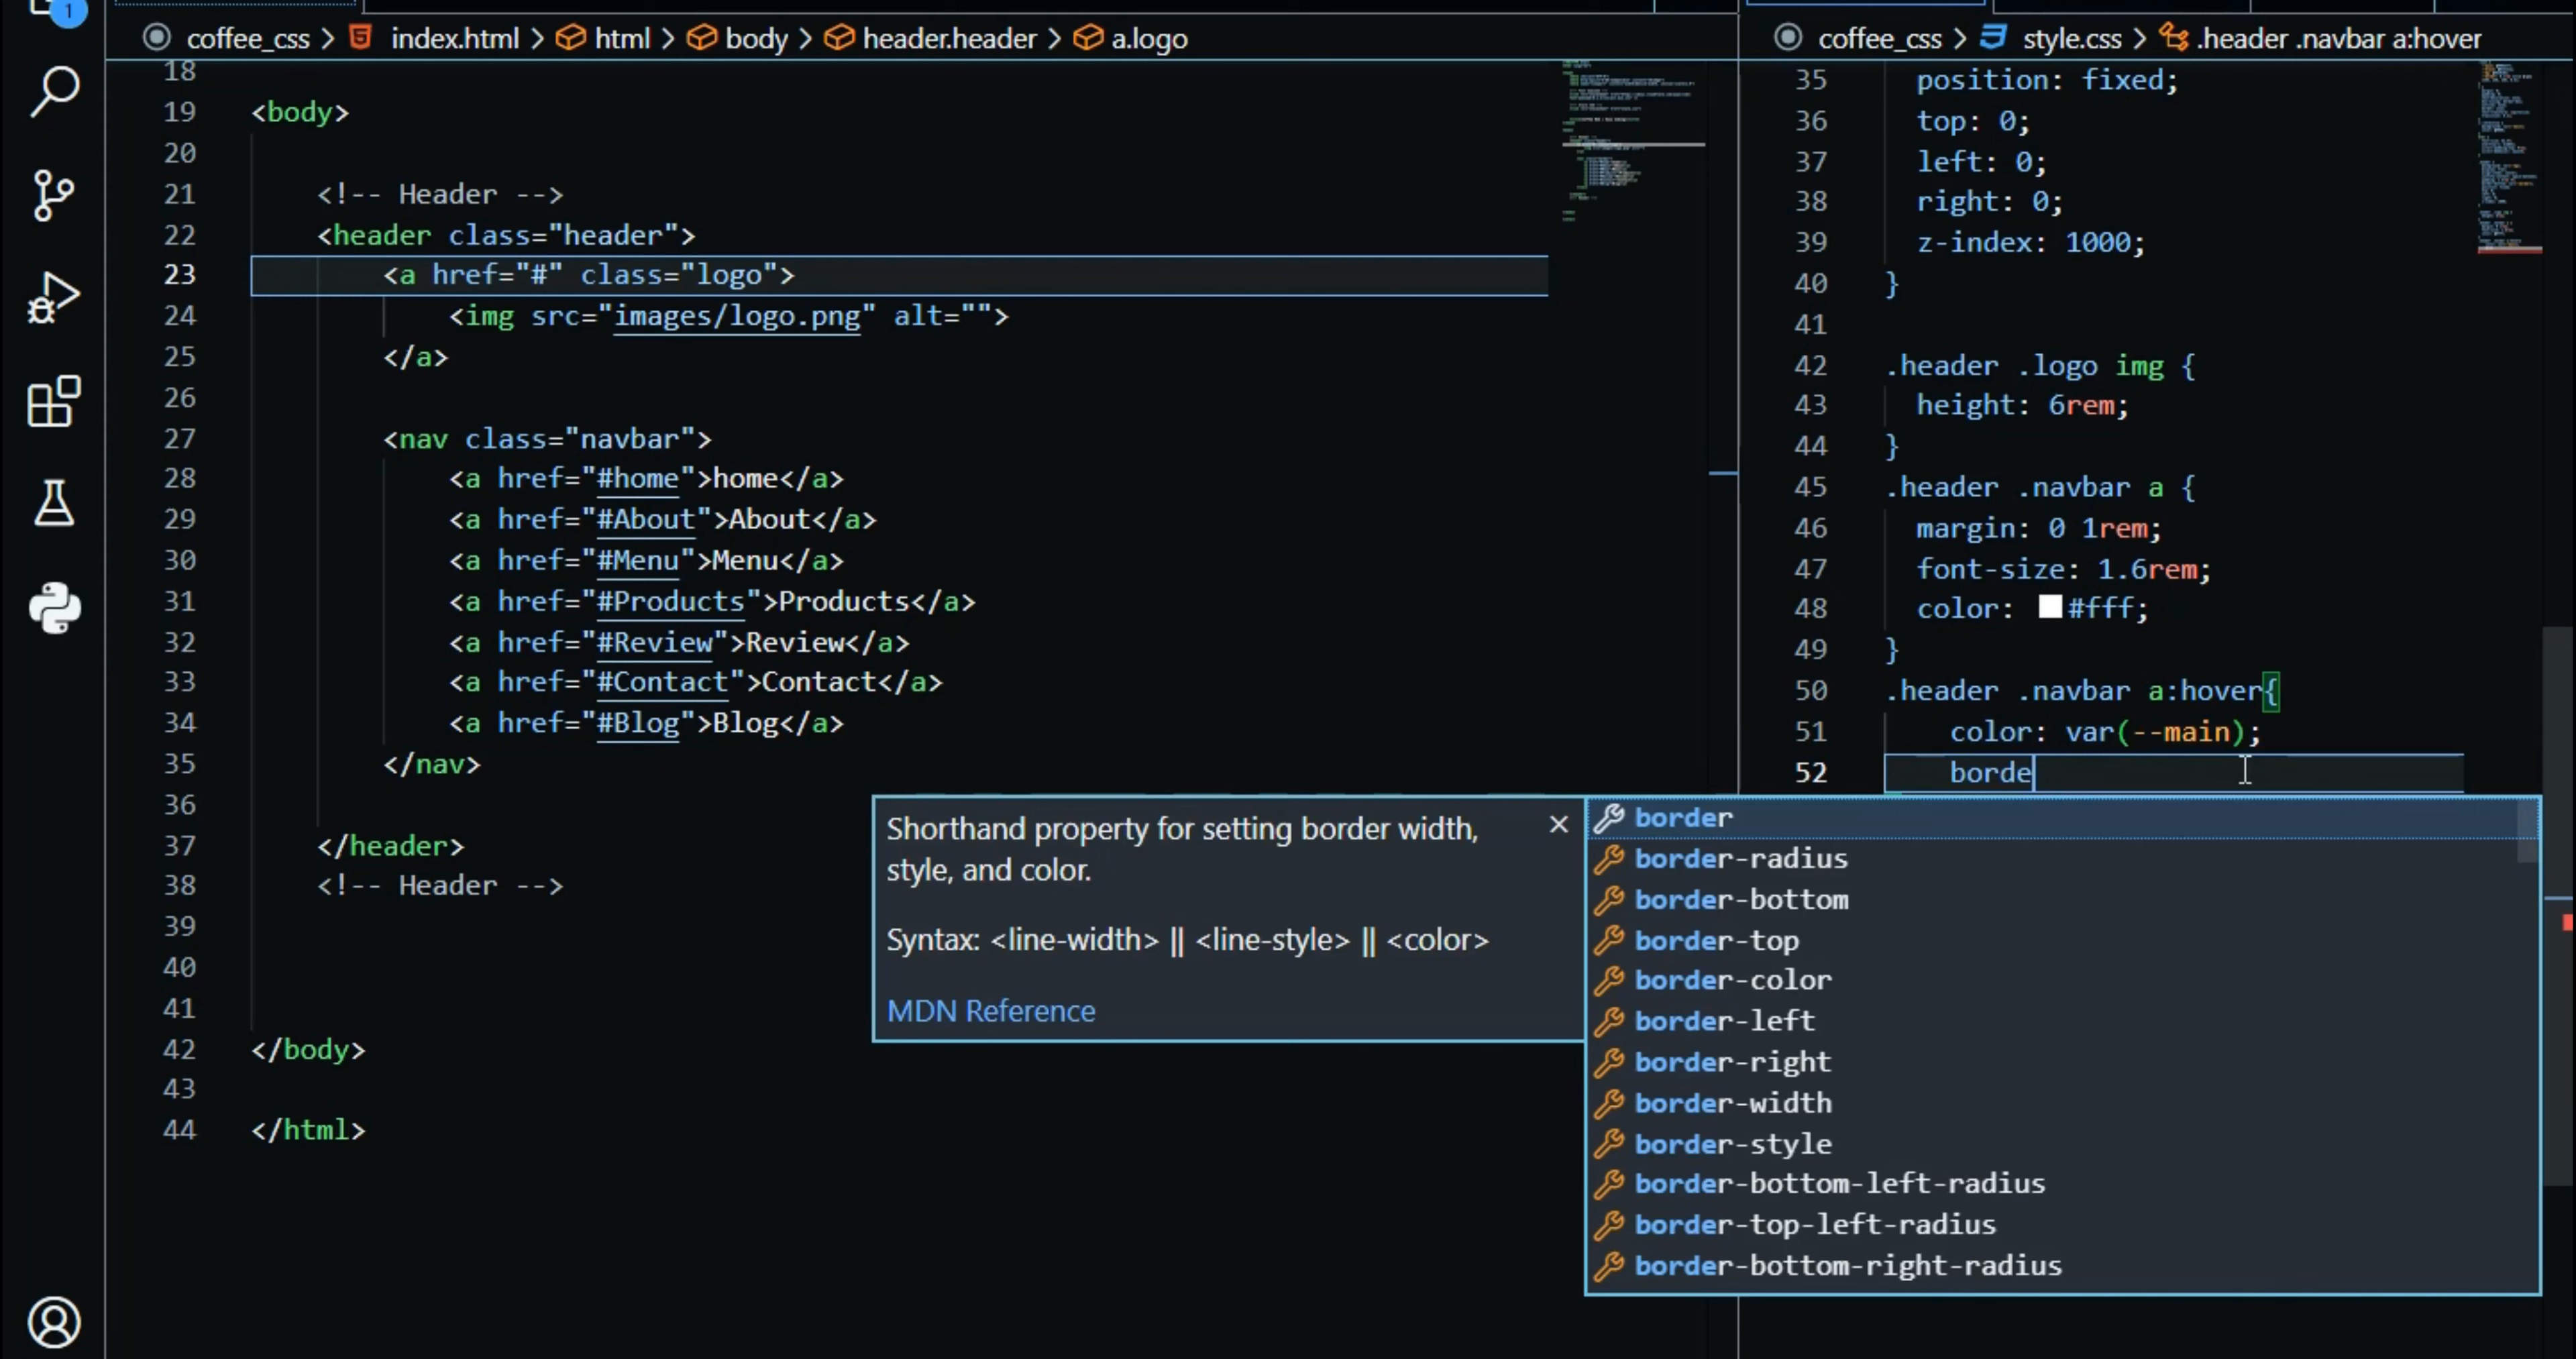 1
coffee_css > index.html > html > body > header.header > a.logo
18
19 <body>
20
21 <!-- Header -->
22 <header class="header">
23 <a href="#" class="logo">
24 <img src="images/logo.png" alt="">
25 </a>
26
27 <nav class="navbar">
28 <a href="#home">home</a>
29 <a href="#About">About</a>
30 <a href="#Menu">Menu</a>
31 <a href="#Products">Products</a>
32 <a href="#Review">Review</a>
33 <a href="#Contact">Contact</a>
34 <a href="#Blog">Blog</a>
35 </nav>
36
37 </header>
38 <!-- Header -->
39
40
41
42 </body>
43
44 </html>
coffee_css > style.css > .header .navbar a:hover
35 position: fixed;
36 top: 0;
37 left: 0;
38 right: 0;
39 z-index: 1000;
40 }
41
42 .header .logo img {
43 height: 6rem;
44 }
45 .header .navbar a {
46 margin: 0 1rem;
47 font-size: 1.6rem;
48 color: #fff;
49 }
50 .header .navbar a:hover{
51 color: var(--main);
52 borde
Shorthand property for setting border width,
style, and color.
Syntax: <line-width> || <line-style> || <color>
MDN Reference
border
border-radius
border-bottom
border-top
border-color
border-left
border-right
border-width
border-style
border-bottom-left-radius
border-top-left-radius
border-bottom-right-radius